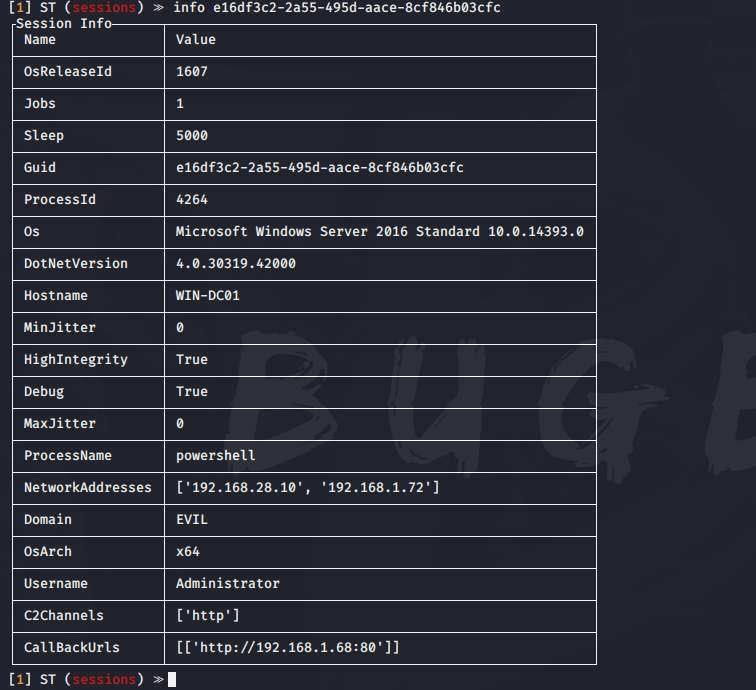 [1] ST (sessions) ≫ info e16df3c2-2a55-495d-aace-8cf846b03cfc
Session Info
Name Value
OsReleaseId 1607
Jobs 1
Sleep 5000
Guid e16df3c2-2a55-495d-aace-8cf846b03cfc
ProcessId 4264
Os Microsoft Windows Server 2016 Standard 10.0.14393.0
DotNetVersion 4.0.30319.42000
Hostname WIN-DC01
MinJitter 0
HighIntegrity True
Debug True
MaxJitter 0
ProcessName powershell
NetworkAddresses ['192.168.28.10', '192.168.1.72']
Domain EVIL
OsArch x64
Username Administrator
C2Channels ['http']
CallBackUrls [['http://192.168.1.68:80']]
[1] ST (sessions) ≫